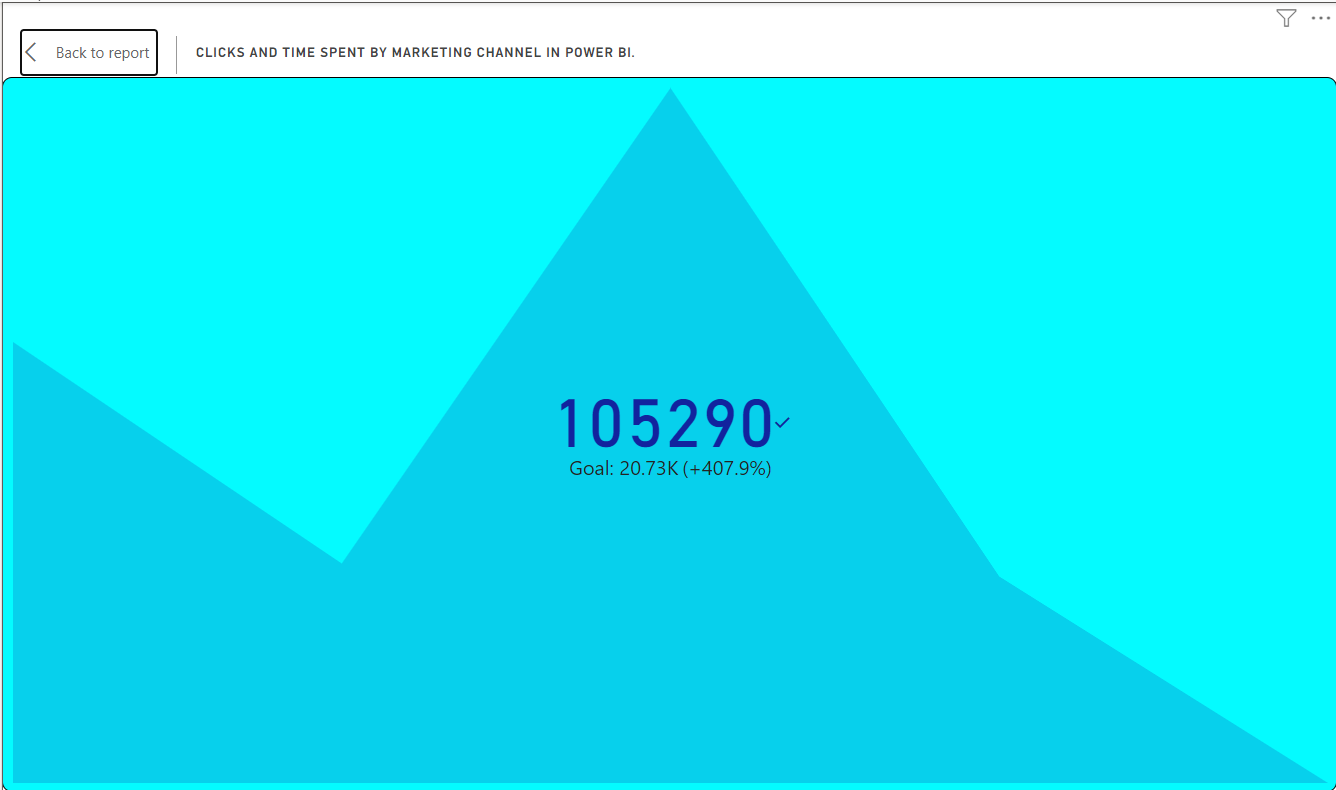 Back to report
CLICKS AND TIME SPENT BY MARKETING CHANNEL IN POWER BI.
105290
Goal: 20.73K (+407.9%)